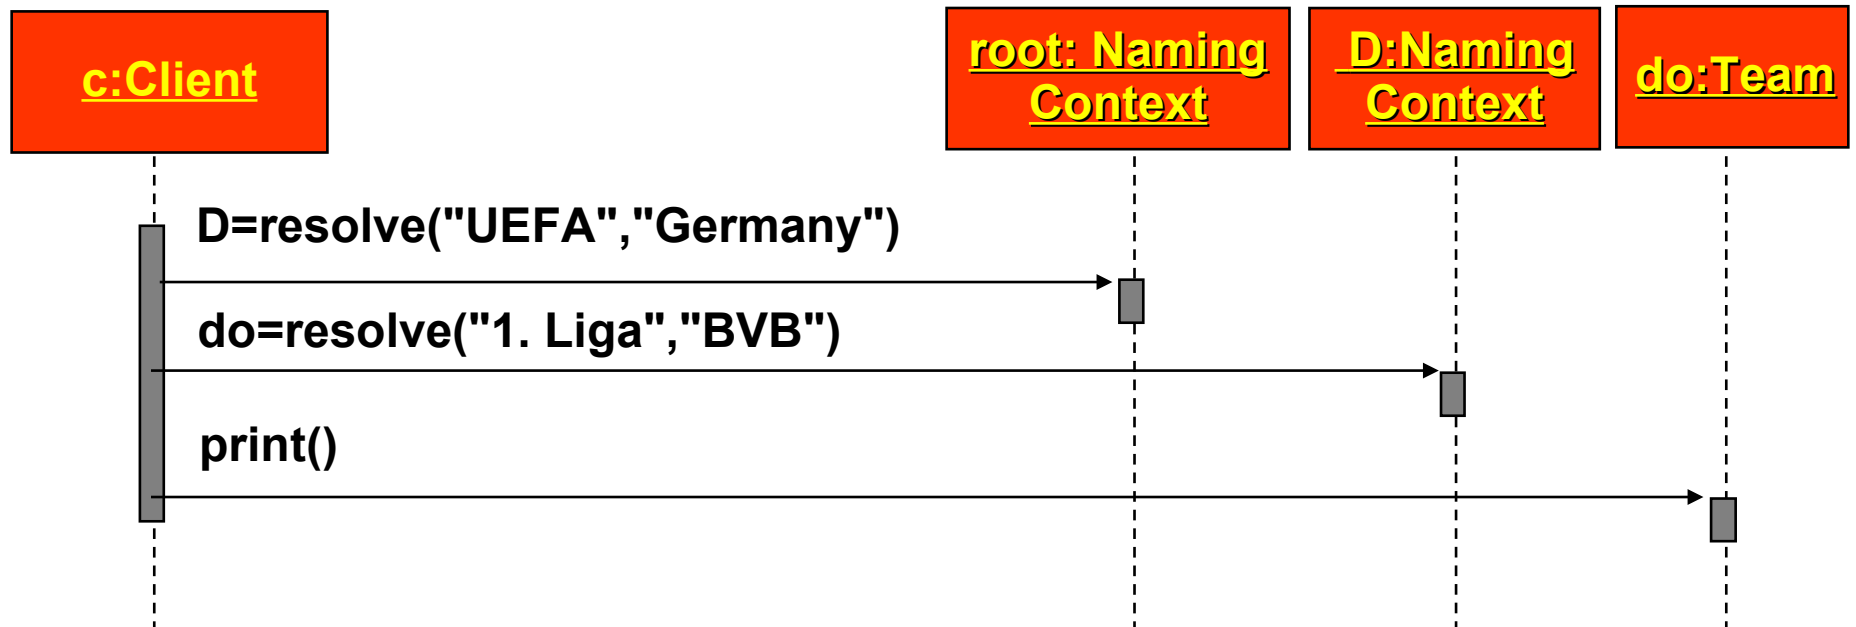 c:Client
root: Naming
Context
D:Naming
Context
do:Team
D=resolve("UEFA","Germany")
do=resolve("1. Liga","BVB")
print()